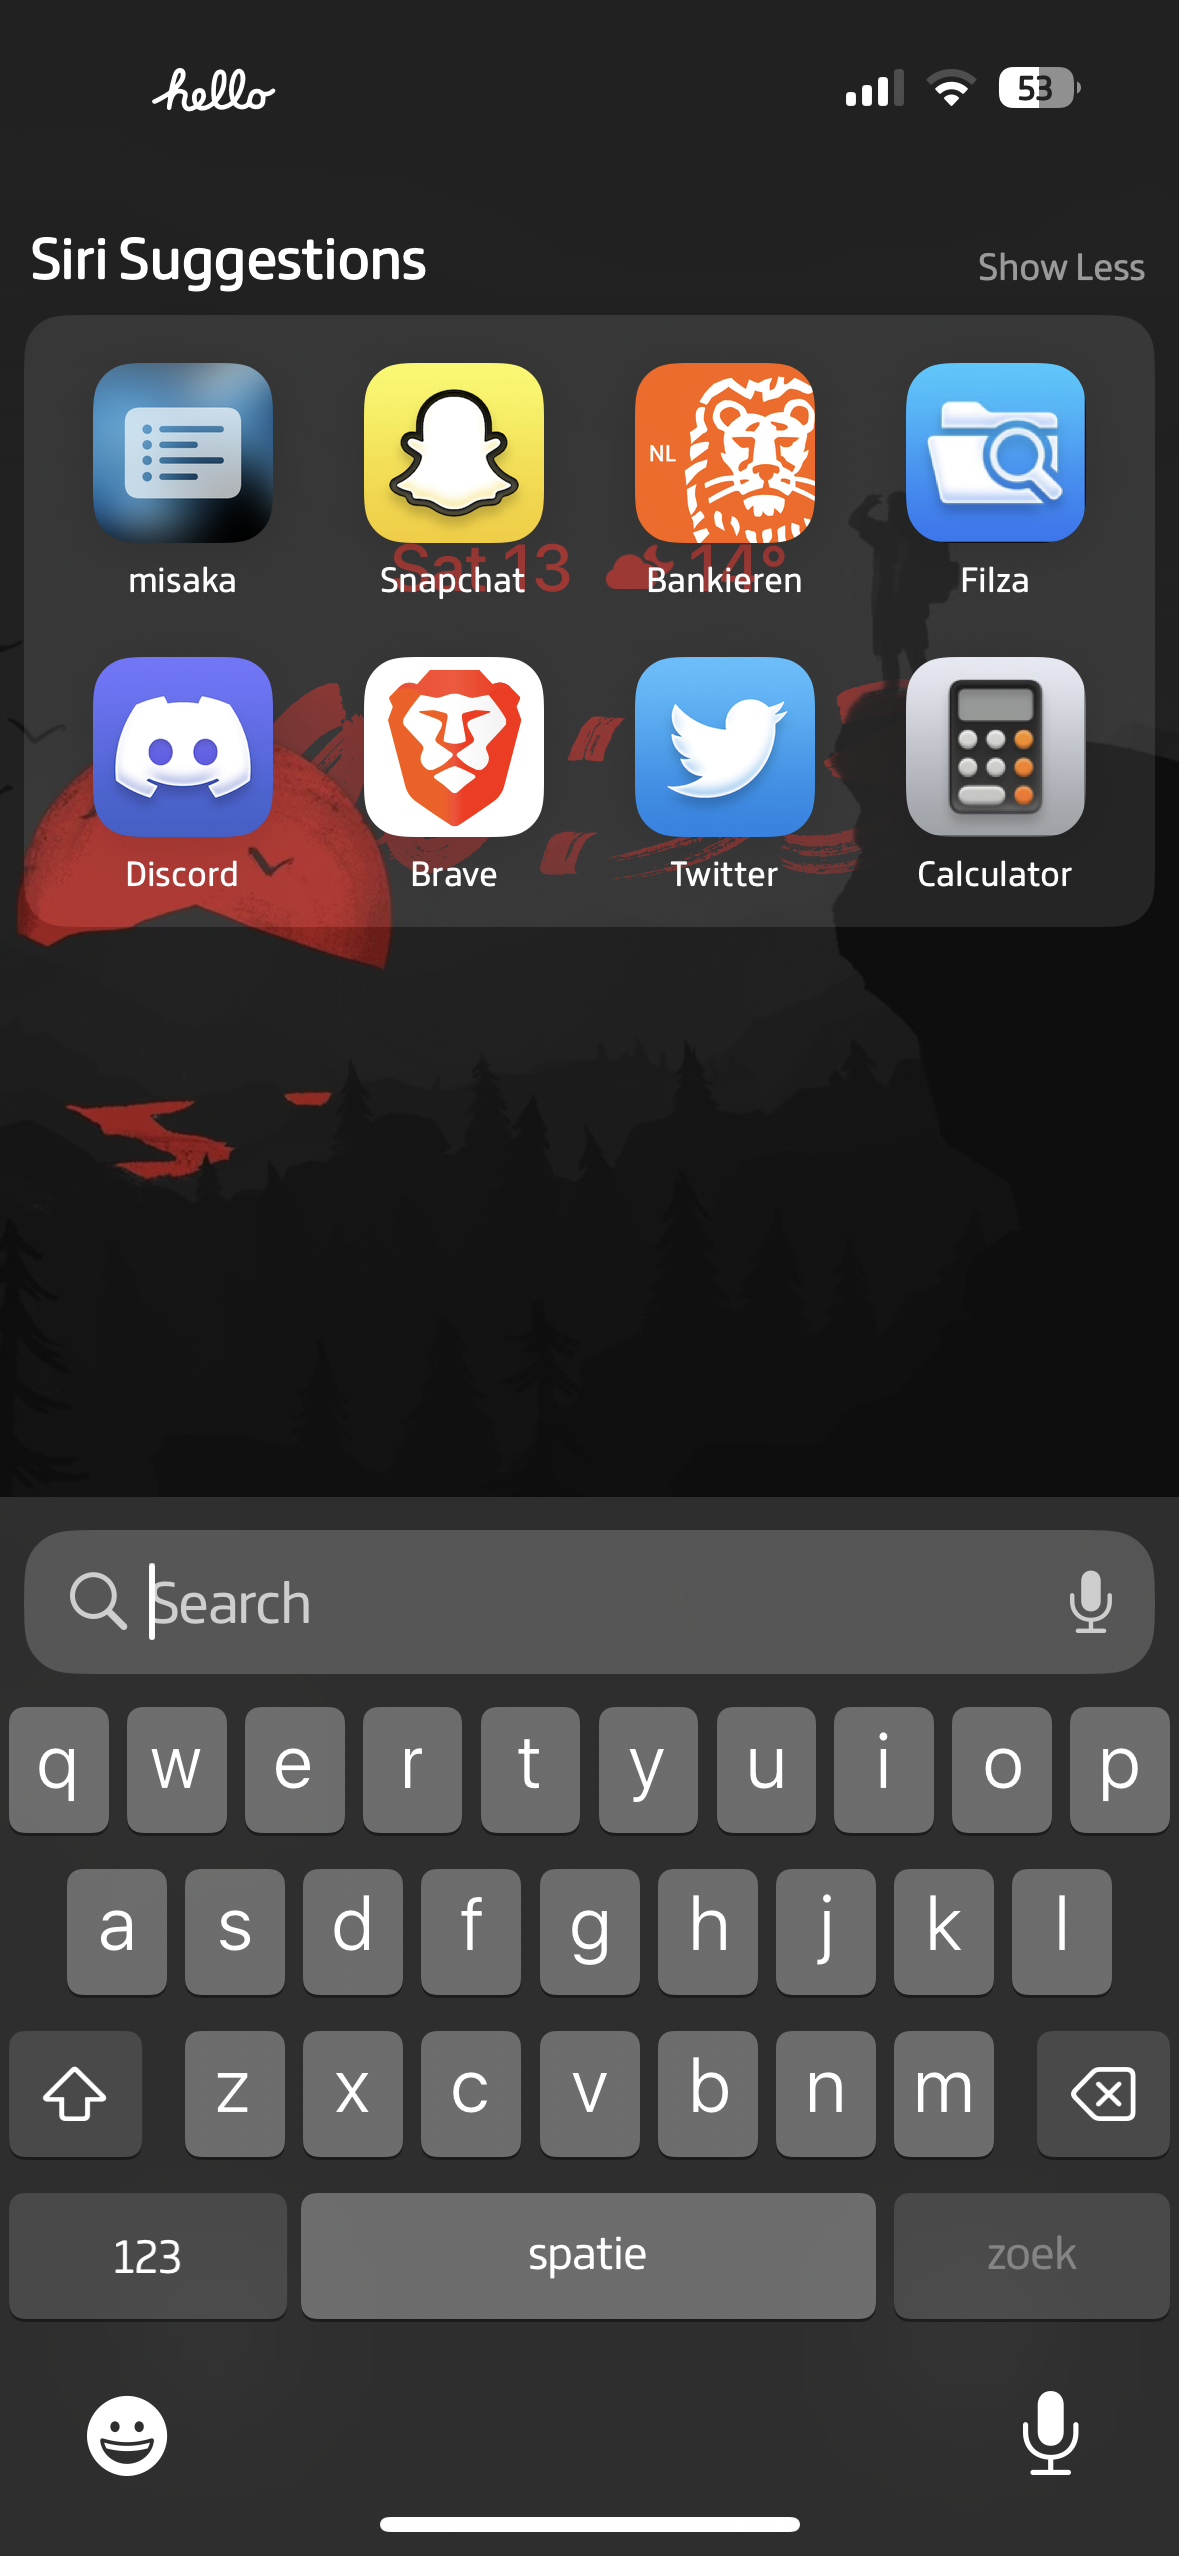 hello 53
Siri Suggestions Show Less
NL
Sat 13 14°
misaka Snapchat Bankieren Filza
Discord Brave Twitter Calculator
Search
q w e r t y u i o p
a s d f g h j k l
z x c v b n m
123 spatie zoek